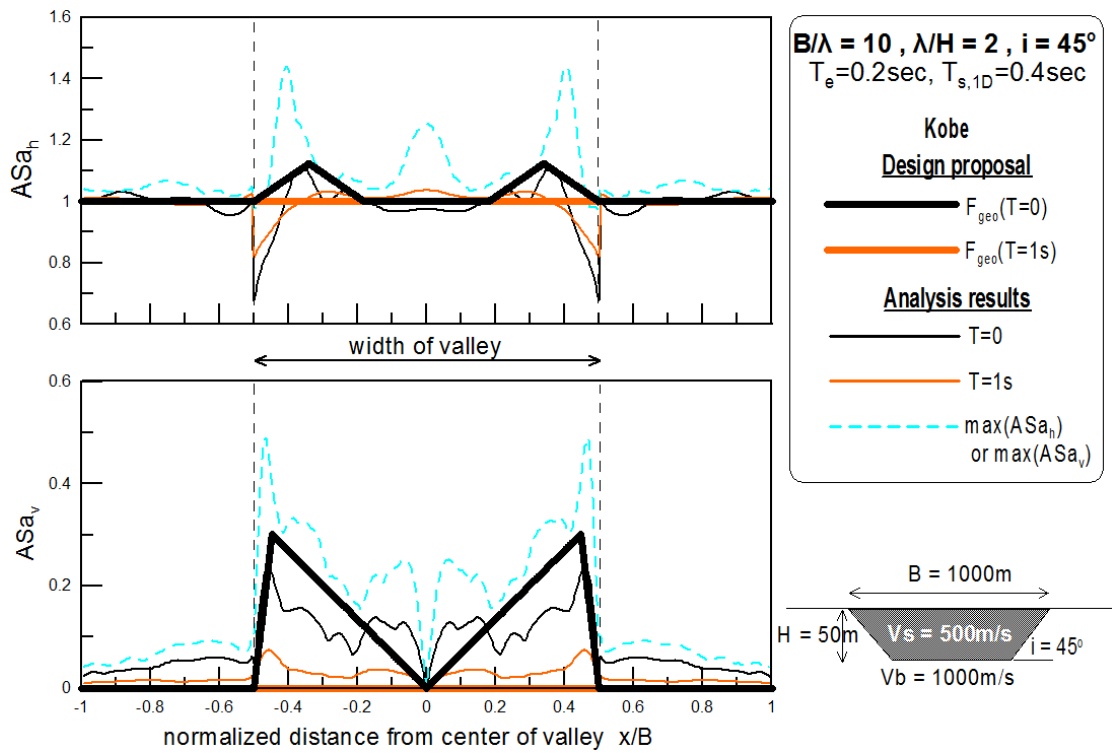 1.6
1.4
1.2
1
0.8
0.6
ASa_h
width of valley
0.6
0.4
0.2
0
ASa_v
-1 -0.8 -0.6 -0.4 -0.2 0 0.2 0.4 0.6 0.8 1
normalized distance from center of valley x/B
B/λ = 10 , λ/H = 2 , i = 45°
T_e=0.2sec, T_s,1D=0.4sec
Kobe
Design proposal
F_geo(T=0)
F_geo(T=1s)
Analysis results
T=0
T=1s
max(ASa_h)
or max(ASa_v)
B = 1000m
H = 50m
Vs = 500m/s
i = 45°
Vb = 1000m/s